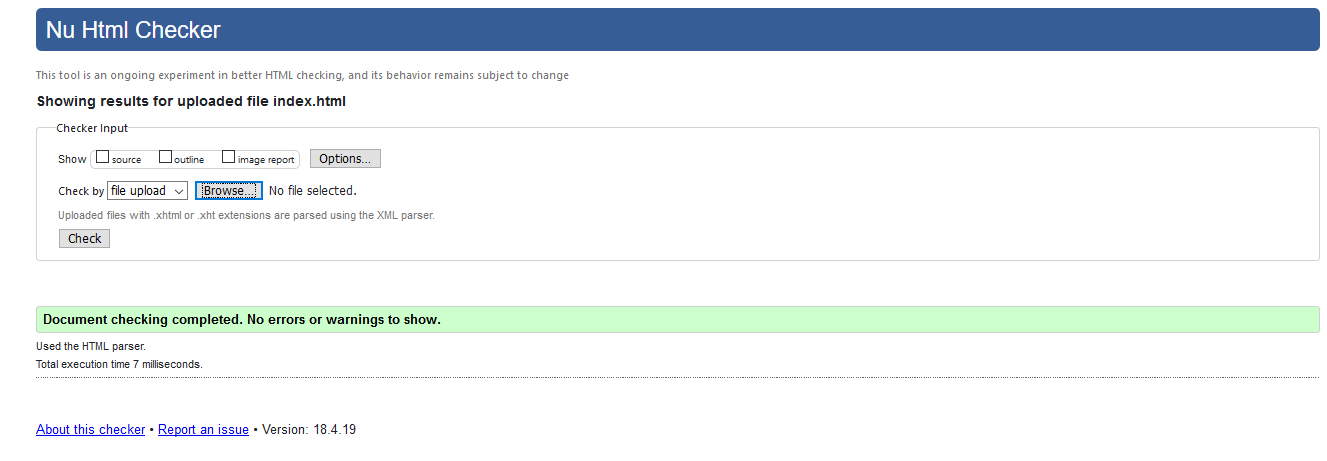 Nu Html Checker
This tool is an ongoing experiment in better HTML checking, and its behavior remains subject to change
Showing results for uploaded file index.html
Checker Input
Show source outline image report Options...
Check by file upload Browse... No file selected.
Uploaded files with .xhtml or .xht extensions are parsed using the XML parser.
Check
Document checking completed. No errors or warnings to show.
Used the HTML parser.
Total execution time 7 milliseconds.
About this checker • Report an issue • Version: 18.4.19